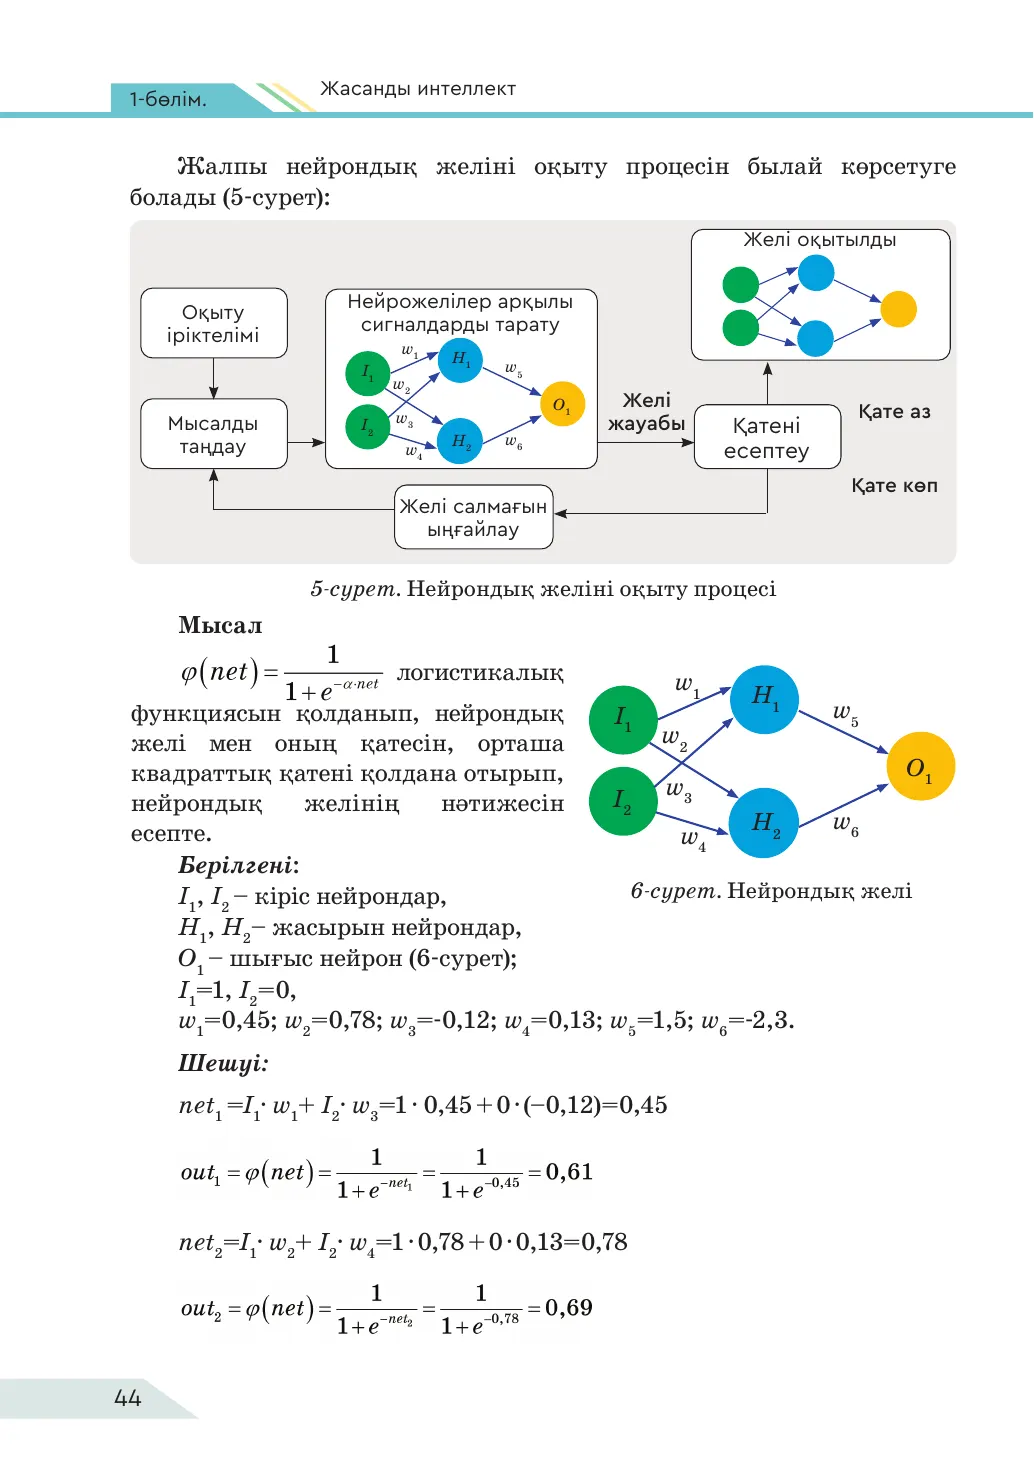 1-бөлім.
Жасанды интеллект
Жалпы нейрондық желіні оқыту процесін былай көрсетуге
болады (5-сурет):
Оқыту
іріктелімі
Мысалды
таңдау
Нейрожелілер арқылы
сигналдарды тарату
I₁
I₂
H₁
H₂
O₁
w₁
w₂
w₃
w₄
w₅
w₆
Желі
жауабы
Желі оқытылды
Қатені
есептеу
Қате аз
Қате көп
Желі салмағын
ыңғайлау
5-сурет. Нейрондық желіні оқыту процесі
Мысал
φ(net) = 1 / (1 + e^(−α·net)) логистикалық
функциясын қолданып, нейрондық
желі мен оның қатесін, орташа
квадраттық қатені қолдана отырып,
нейрондық желінің нәтижесін
есепте.
I₁
I₂
H₁
H₂
O₁
w₁
w₂
w₃
w₄
w₅
w₆
6-сурет. Нейрондық желі
Берілгені:
I₁, I₂ – кіріс нейрондар,
H₁, H₂ – жасырын нейрондар,
O₁ – шығыс нейрон (6-сурет);
I₁=1, I₂=0,
w₁=0,45; w₂=0,78; w₃=-0,12; w₄=0,13; w₅=1,5; w₆=-2,3.
Шешуі:
net₁ =I₁· w₁+ I₂· w₃=1 · 0,45 + 0 · (−0,12)=0,45
out₁ = φ(net) = 1 / (1 + e^(−net₁)) = 1 / (1 + e^(−0,45)) = 0,61
net₂=I₁· w₂+ I₂· w₄=1 · 0,78 + 0 · 0,13=0,78
out₂ = φ(net) = 1 / (1 + e^(−net₂)) = 1 / (1 + e^(−0,78)) = 0,69
44